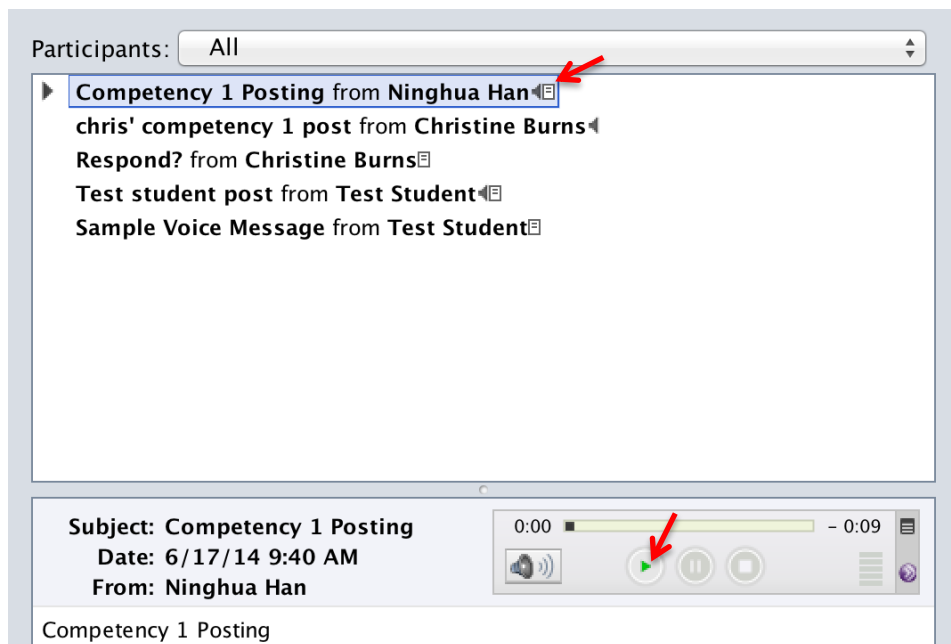 Participants: All
Competency 1 Posting from Ninghua Han
chris' competency 1 post from Christine Burns
Respond? from Christine Burns
Test student post from Test Student
Sample Voice Message from Test Student
Subject: Competency 1 Posting
Date: 6/17/14 9:40 AM
From: Ninghua Han
0:00 - 0:09
Competency 1 Posting